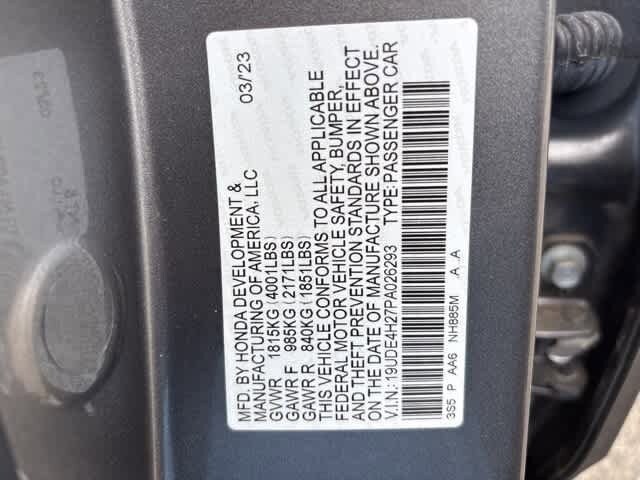 MFD. BY HONDA DEVELOPMENT & 03/23
MANUFACTURING OF AMERICA, LLC
GVWR 1815KG (4001LBS)
GAWR F 985KG (2171LBS)
GAWR R 840KG (1851LBS)
THIS VEHICLE CONFORMS TO ALL APPLICABLE
FEDERAL MOTOR VEHICLE SAFETY, BUMPER,
AND THEFT PREVENTION STANDARDS IN EFFECT
ON THE DATE OF MANUFACTURE SHOWN ABOVE.
V.I.N.:19UDE4H27PA026293 TYPE:PASSENGER CAR
3S5 P AA6 NH885M A .A